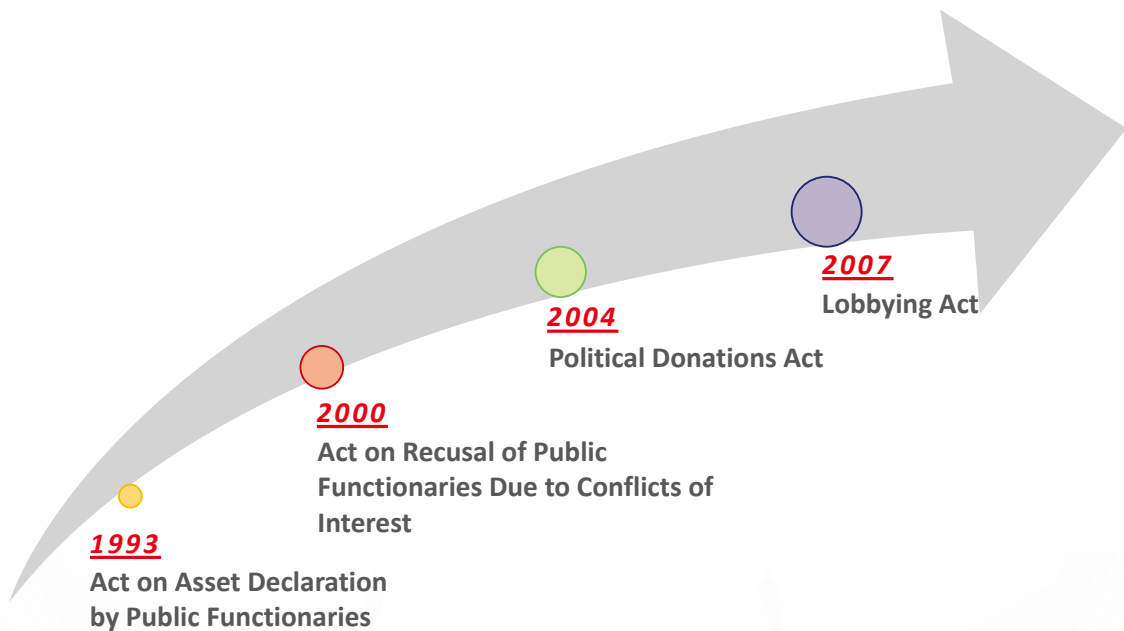 1993
Act on Asset Declaration
by Public Functionaries
2000
Act on Recusal of Public
Functionaries Due to Conflicts of
Interest
2004
Political Donations Act
2007
Lobbying Act